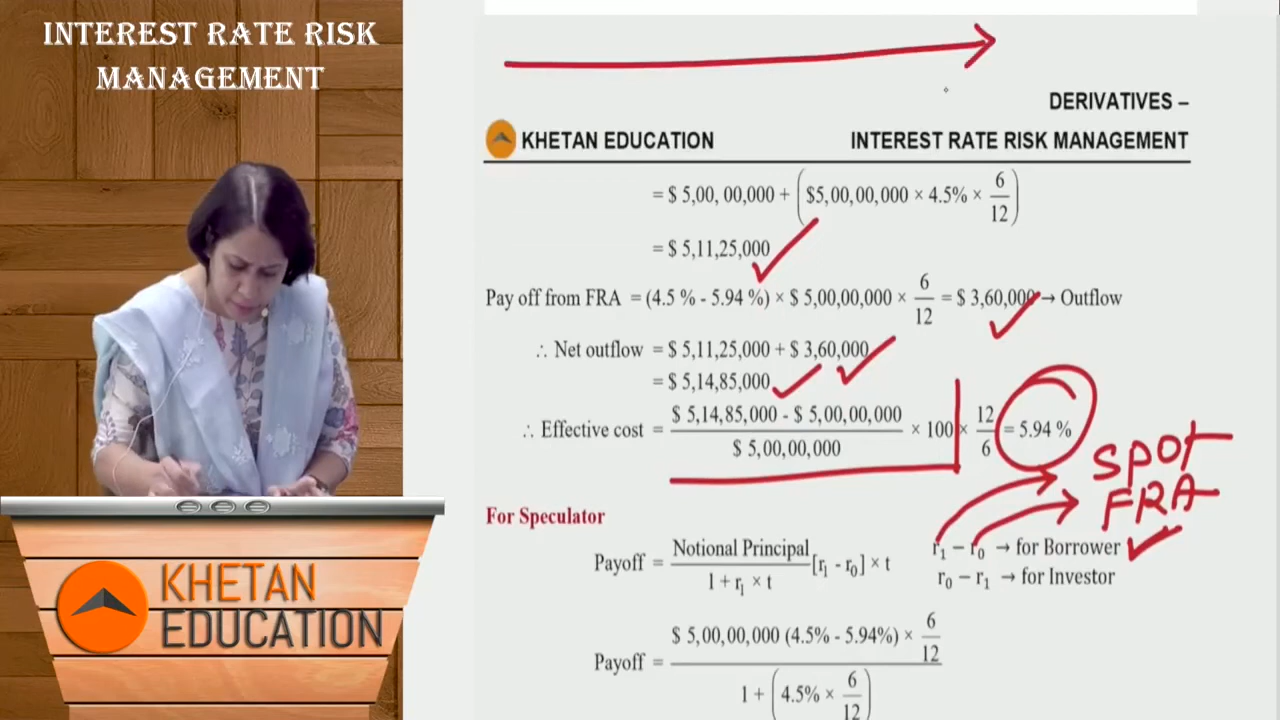 INTEREST RATE RISK
MANAGEMENT
DERIVATIVES –
KHETAN EDUCATION INTEREST RATE RISK MANAGEMENT
= $ 5,00, 00,000 + ($5,00,00,000 × 4.5% × 6/12)
= $ 5,11,25,000
Pay off from FRA = (4.5 % - 5.94 %) × $ 5,00,00,000 × 6/12 = $ 3,60,000 → Outflow
∴ Net outflow = $ 5,11,25,000 + $ 3,60,000
= $ 5,14,85,000
∴ Effective cost = $ 5,14,85,000 - $ 5,00,00,000 / $ 5,00,00,000 × 100 × 12/6 = 5.94 %
SPOT
FRA
For Speculator
Payoff = Notional Principal / 1 + r₁ × t [r₁ - r₀] × t
r₁ – r₀ → for Borrower
r₀ – r₁ → for Investor
Payoff = $ 5,00,00,000 (4.5% - 5.94%) × 6/12 / 1 + (4.5% × 6/12)
KHETAN
EDUCATION